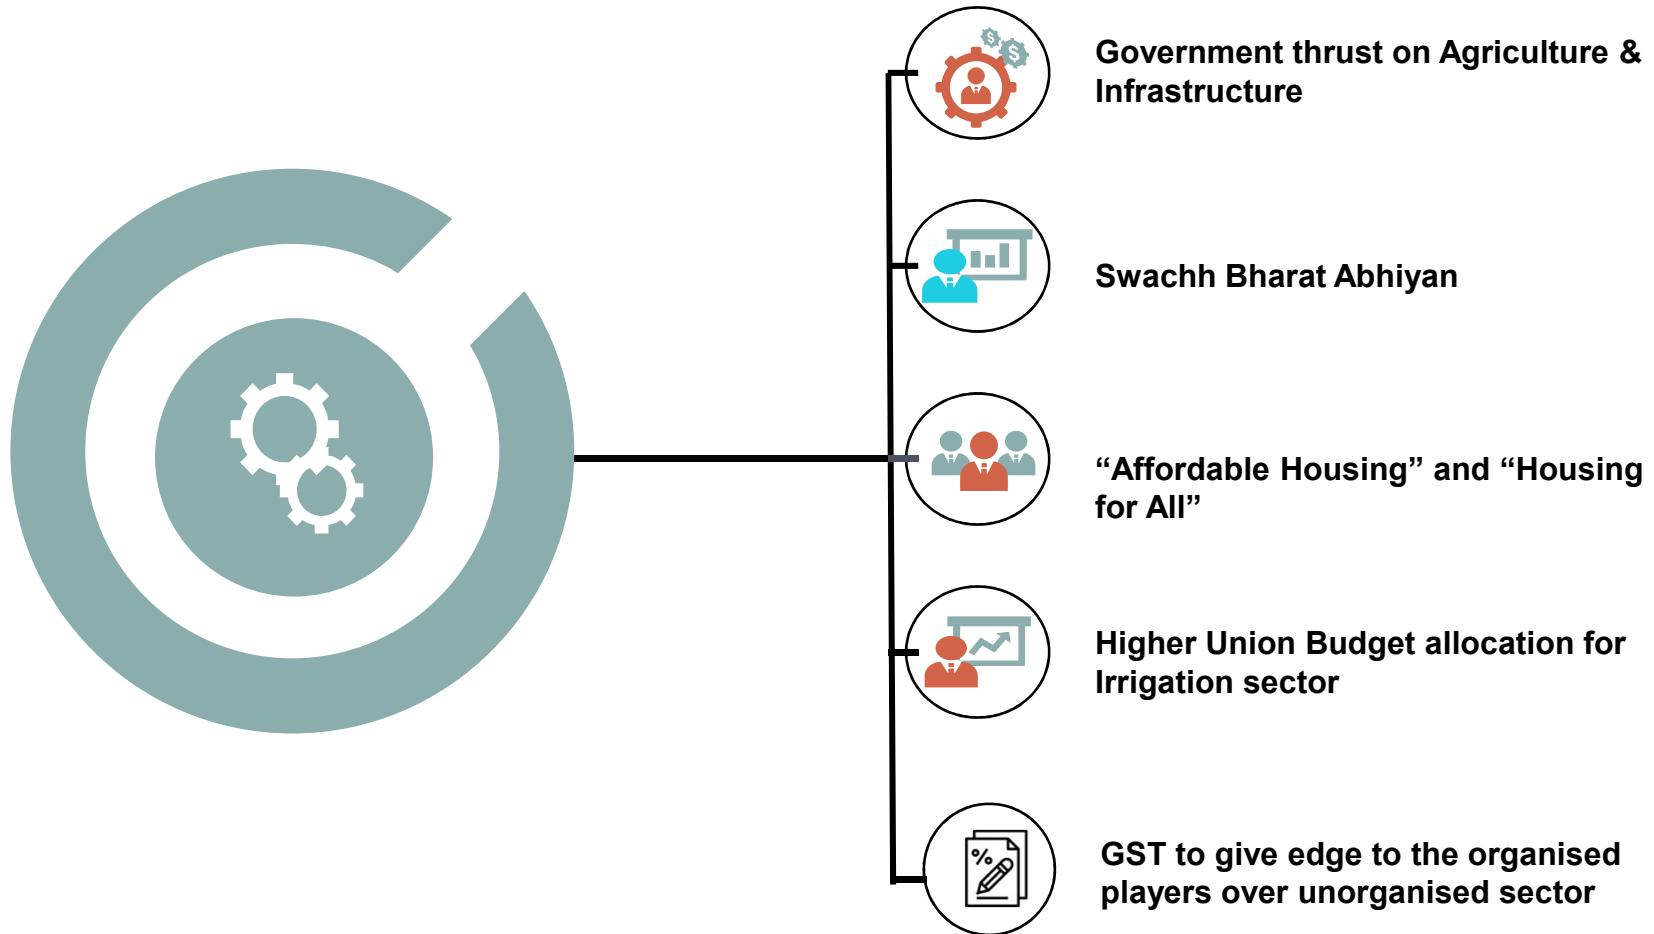 Government thrust on Agriculture &
Infrastructure
Swachh Bharat Abhiyan
“Affordable Housing” and “Housing
for All”
Higher Union Budget allocation for
Irrigation sector
GST to give edge to the organised
players over unorganised sector